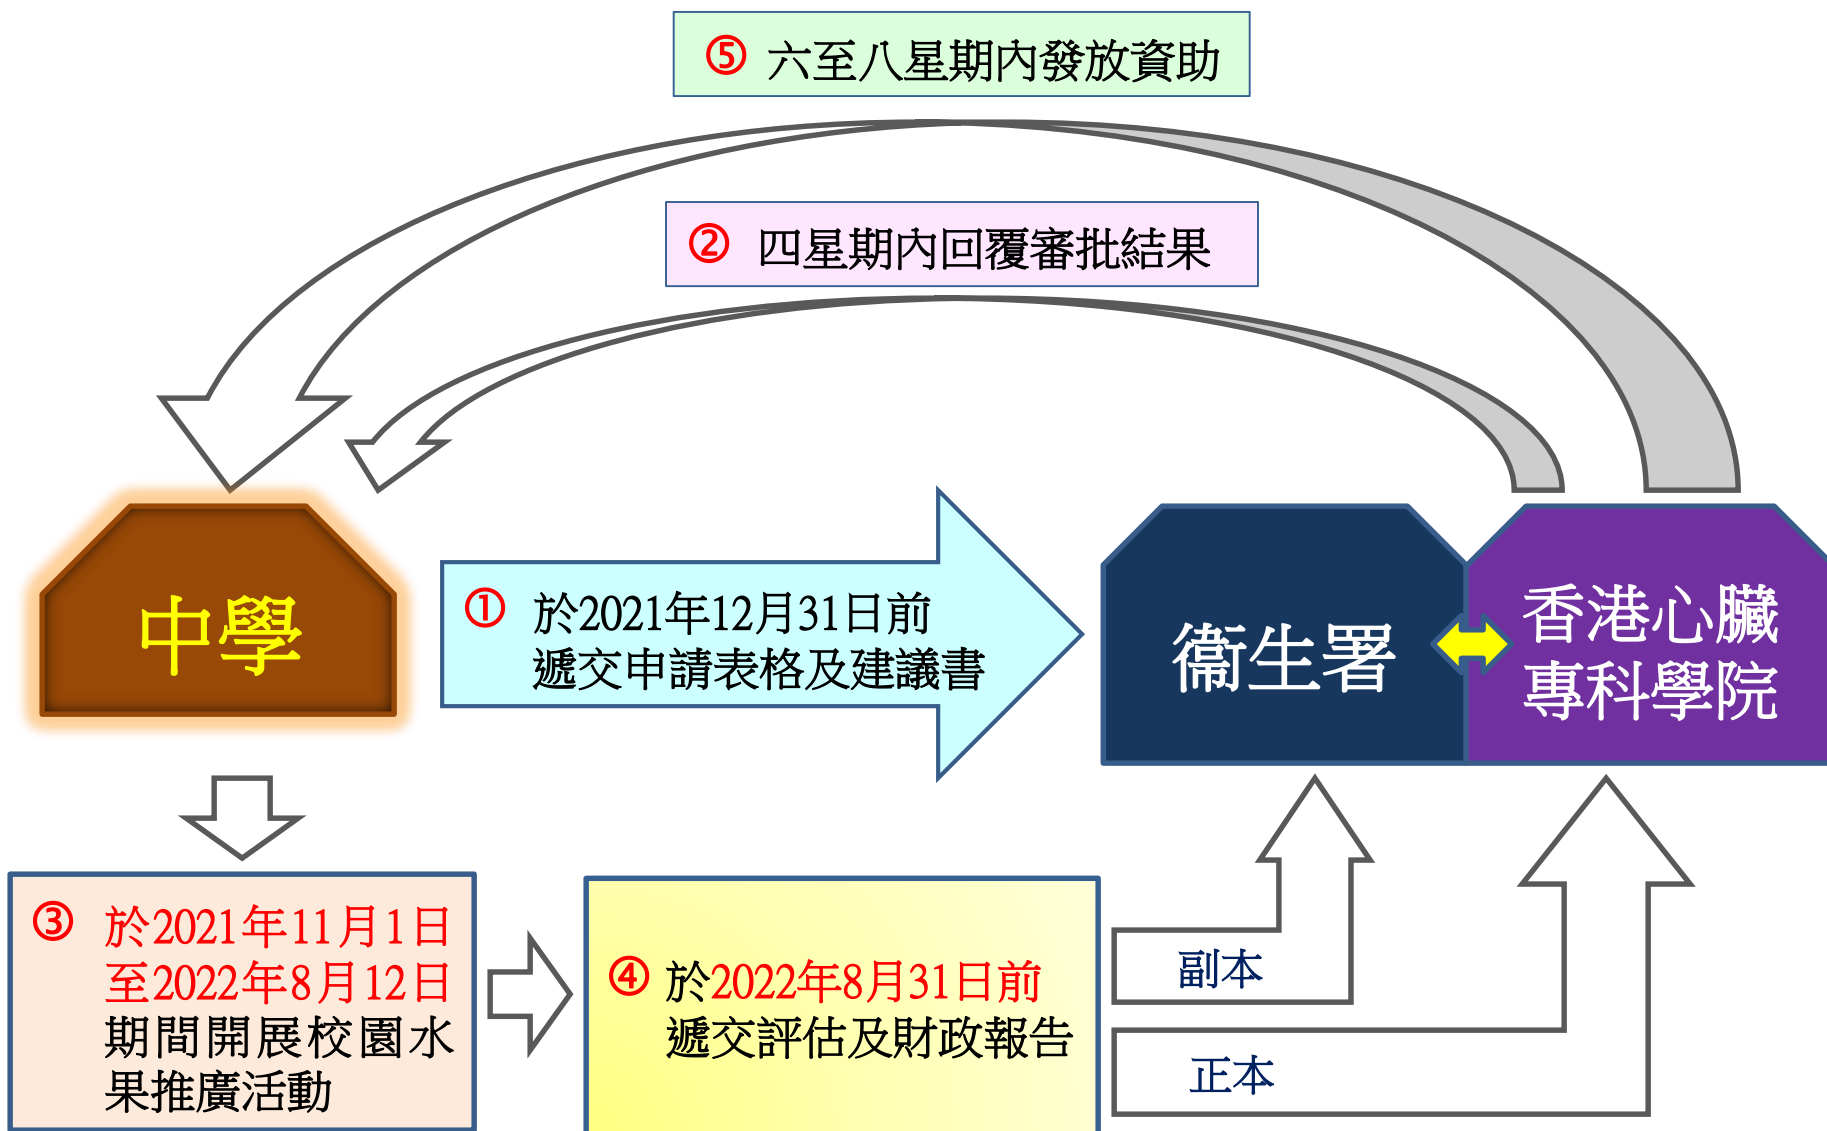 ⑤ 六至八星期內發放資助
② 四星期內回覆審批結果
中學
① 於2021年12月31日前
遞交申請表格及建議書
衞生署
香港心臟
專科學院
③ 於2021年11月1日
至2022年8月12日
期間開展校園水
果推廣活動
④ 於2022年8月31日前
遞交評估及財政報告
副本
正本